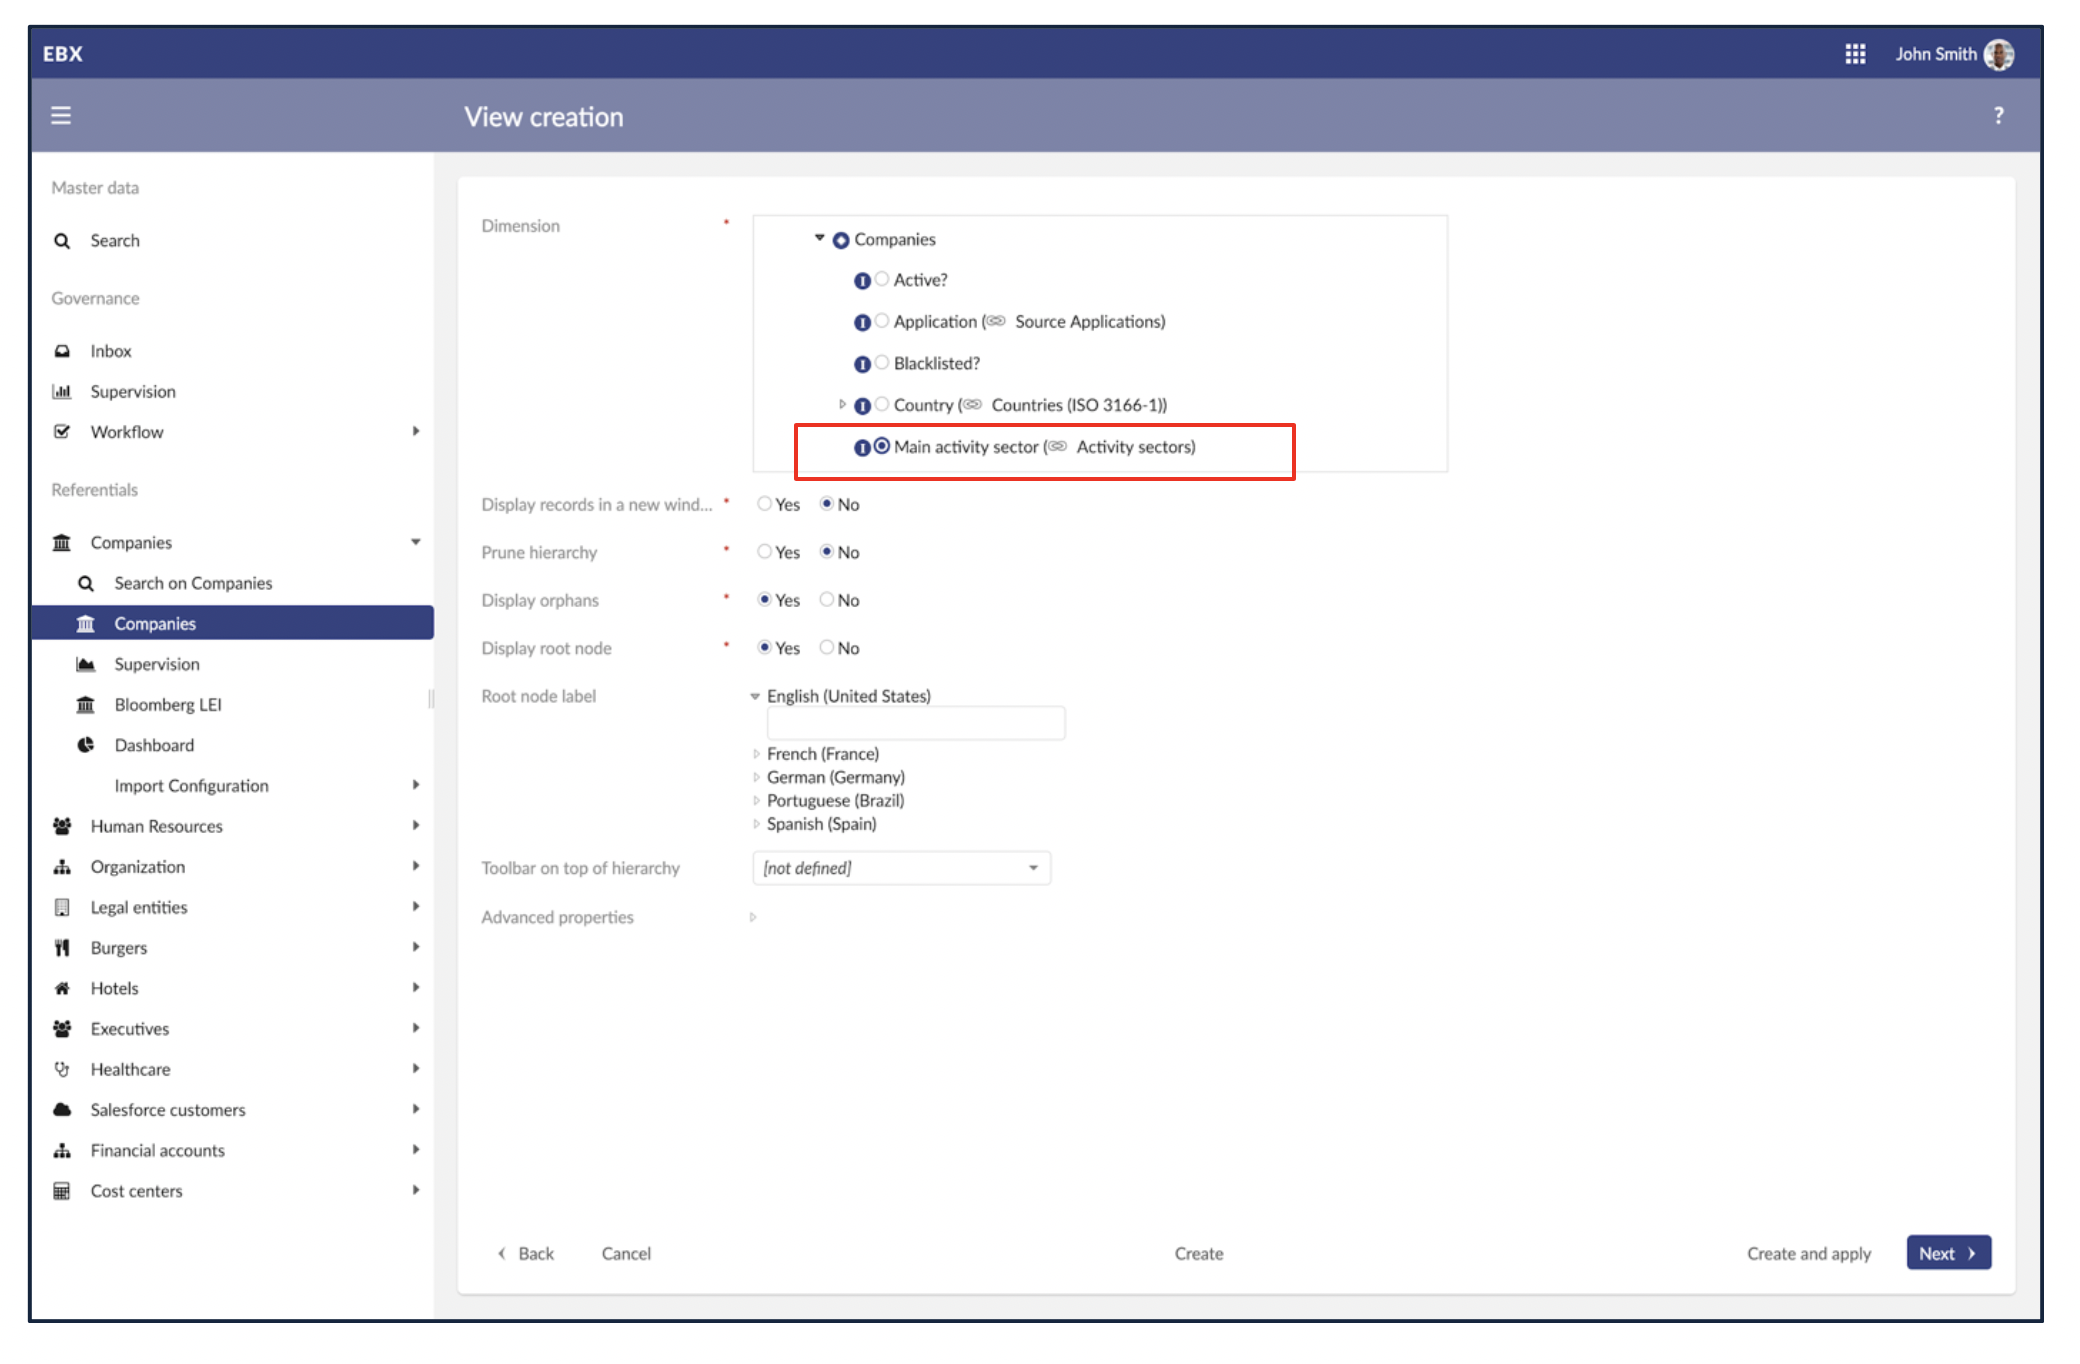 EBX
John Smith
View creation
?
Master data
Search
Governance
Inbox
Supervision
Workflow
Referentials
Companies
Search on Companies
Companies
Supervision
Bloomberg LEI
Dashboard
Import Configuration
Human Resources
Organization
Legal entities
Burgers
Hotels
Executives
Healthcare
Salesforce customers
Financial accounts
Cost centers
Dimension *
Companies
I Active?
I Application ( Source Applications)
I Blacklisted?
I Country ( Countries (ISO 3166-1))
I Main activity sector ( Activity sectors)
Display records in a new wind... * Yes No
Prune hierarchy * Yes No
Display orphans * Yes No
Display root node * Yes No
Root node label
English (United States)
French (France)
German (Germany)
Portuguese (Brazil)
Spanish (Spain)
Toolbar on top of hierarchy [not defined]
Advanced properties
Back Cancel Create Create and apply Next